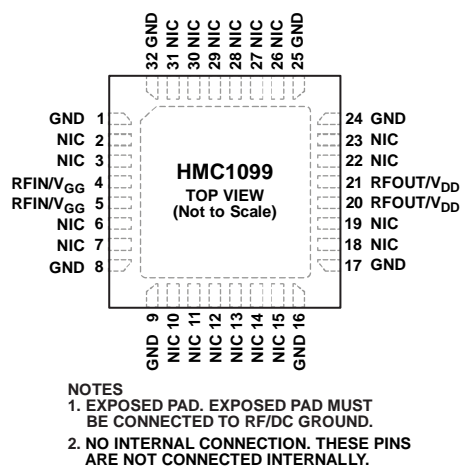 32 GND
31 NIC
30 NIC
29 NIC
28 NIC
27 NIC
26 NIC
25 GND
GND 1
NIC 2
NIC 3
RFIN/VGG 4
RFIN/VGG 5
NIC 6
NIC 7
GND 8
HMC1099
TOP VIEW
(Not to Scale)
24 GND
23 NIC
22 NIC
21 RFOUT/VDD
20 RFOUT/VDD
19 NIC
18 NIC
17 GND
GND 9
NIC 10
NIC 11
NIC 12
NIC 13
NIC 14
NIC 15
GND 16
NOTES
1. EXPOSED PAD. EXPOSED PAD MUST
BE CONNECTED TO RF/DC GROUND.
2. NO INTERNAL CONNECTION. THESE PINS
ARE NOT CONNECTED INTERNALLY.